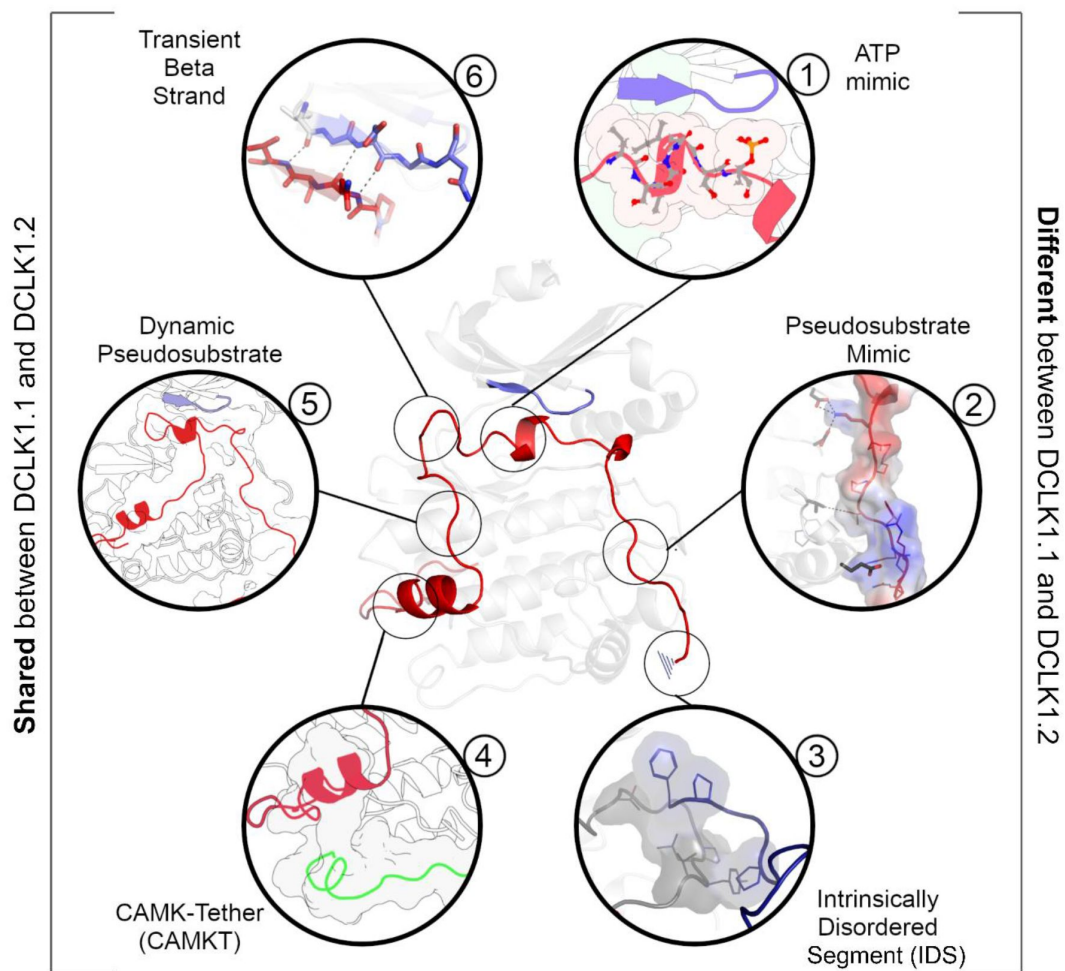 Transient
Beta
Strand
6
1
ATP
mimic
Shared between DCLK1.1 and DCLK1.2
Different between DCLK1.1 and DCLK1.2
Dynamic
Pseudosubstrate
5
Pseudosubstrate
Mimic
2
4
CAMK-Tether
(CAMKT)
3
Intrinsically
Disordered
Segment (IDS)